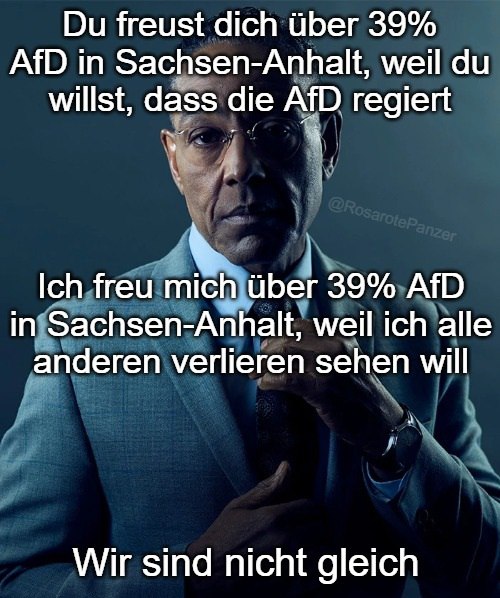 Du freust dich über 39%
AfD in Sachsen-Anhalt, weil du
willst, dass die AfD regiert
@RosarotePanzer
Ich freu mich über 39% AfD
in Sachsen-Anhalt, weil ich alle
anderen verlieren sehen will
Wir sind nicht gleich